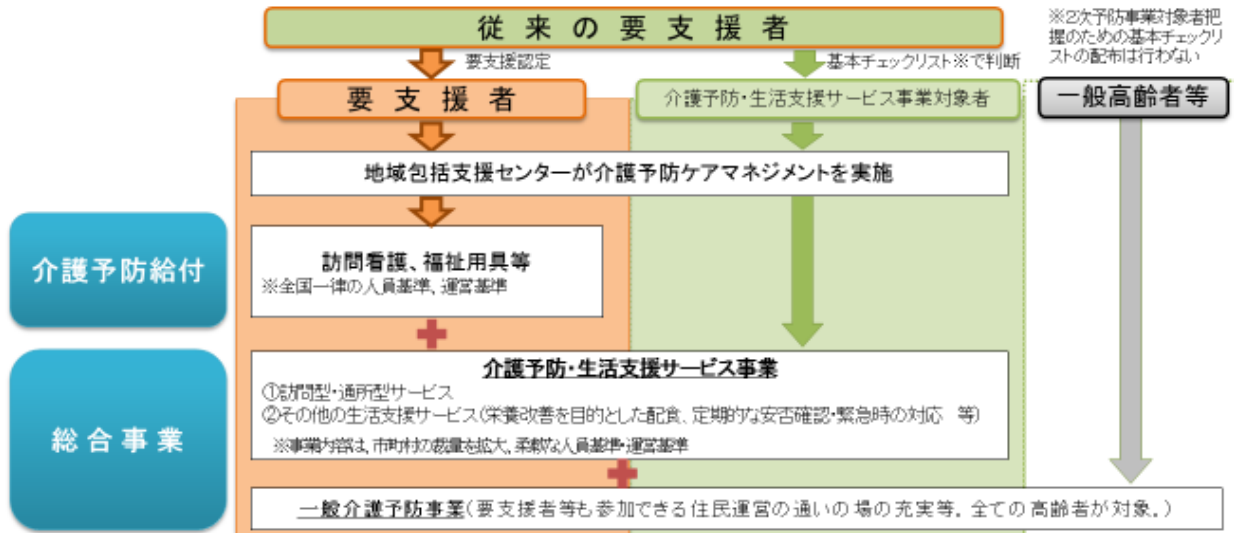 従来の要支援者
※2次予防事業対象者把
握のための基本チェックリ
ストの配布は行わない
要支援認定
基本チェックリスト※で判断
要支援者
介護予防・生活支援サービス事業対象者
一般高齢者等
地域包括支援センターが介護予防ケアマネジメントを実施
介護予防給付
訪問看護、福祉用具等
※全国一律の人員基準、運営基準
総合事業
介護予防・生活支援サービス事業
①訪問型・通所型サービス
②その他の生活支援サービス(栄養改善を目的とした配食、定期的な安否確認・緊急時の対応 等)
※事業内容は、市町村の裁量を拡大、柔軟な人員基準・運営基準
一般介護予防事業(要支援者等も参加できる住民運営の通いの場の充実等。全ての高齢者が対象。)